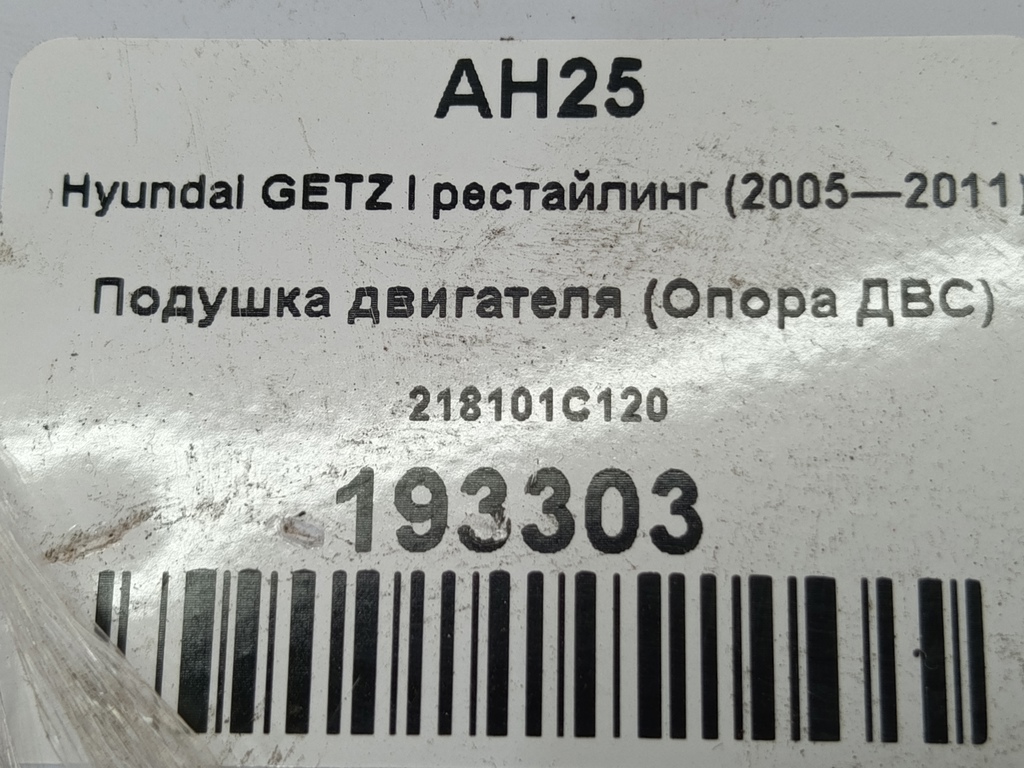 AH25
Hyundai GETZ I рестайлинг (2005—2011)
Подушка двигателя (Опора ДВС)
218101C120
193303